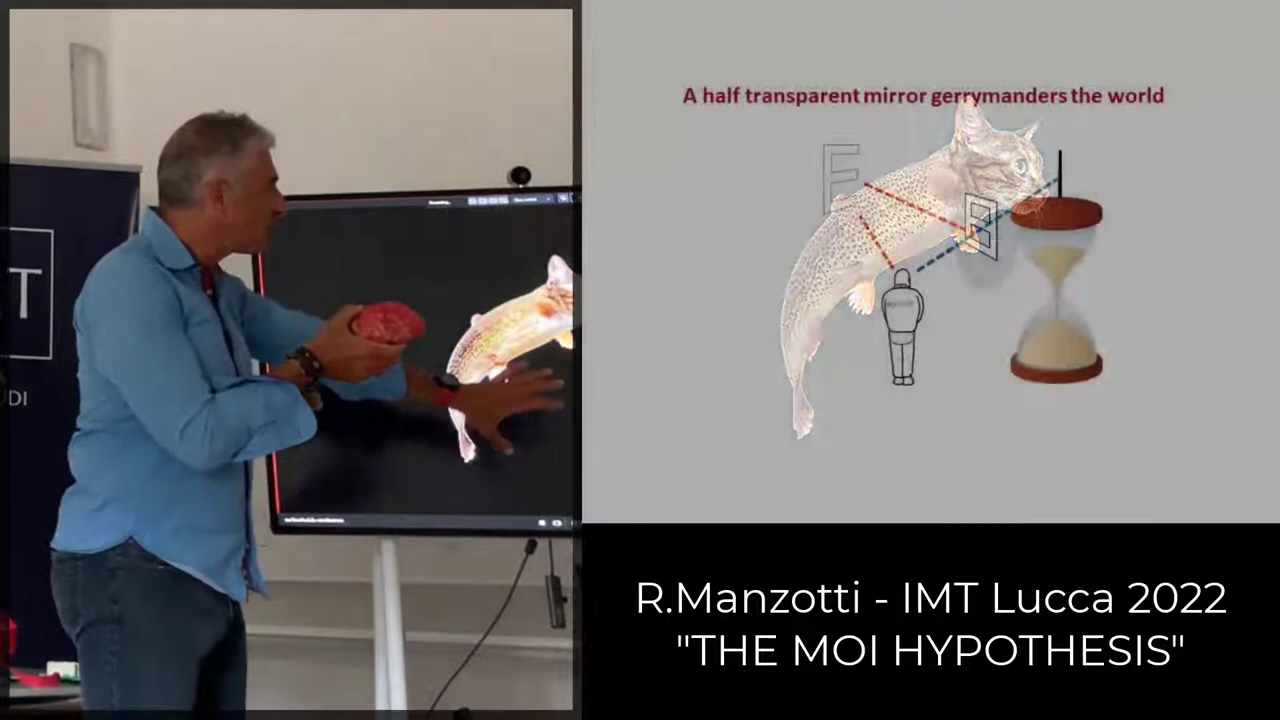 T
DI
A half transparent mirror gerrymanders the world
E
R.Manzotti - IMT Lucca 2022
"THE MOI HYPOTHESIS"